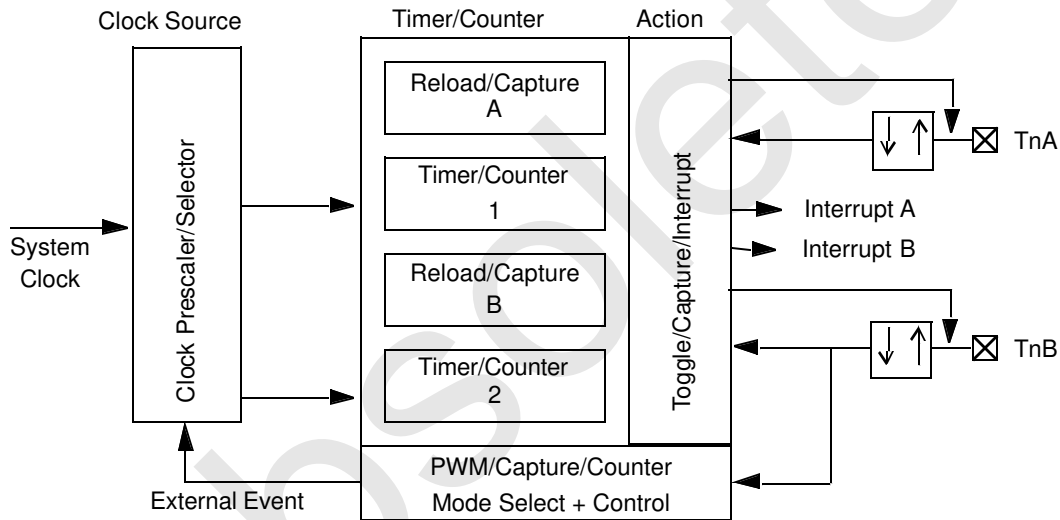 Clock Source
Timer/Counter
Action
Reload/Capture
A
Timer/Counter
1
Reload/Capture
B
Timer/Counter
2
Clock Prescaler/Selector
Toggle/Capture/Interrupt
System
Clock
TnA
Interrupt A
Interrupt B
TnB
PWM/Capture/Counter
Mode Select + Control
External Event
obsolete